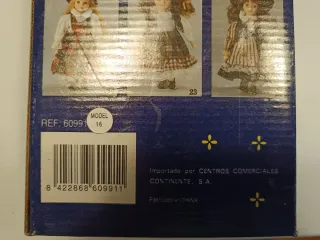 23
REF. 6099
MODEL
16
Importado por CENTROS COMERCIALES
CONTINENTE, S.A.
8 422868 609911